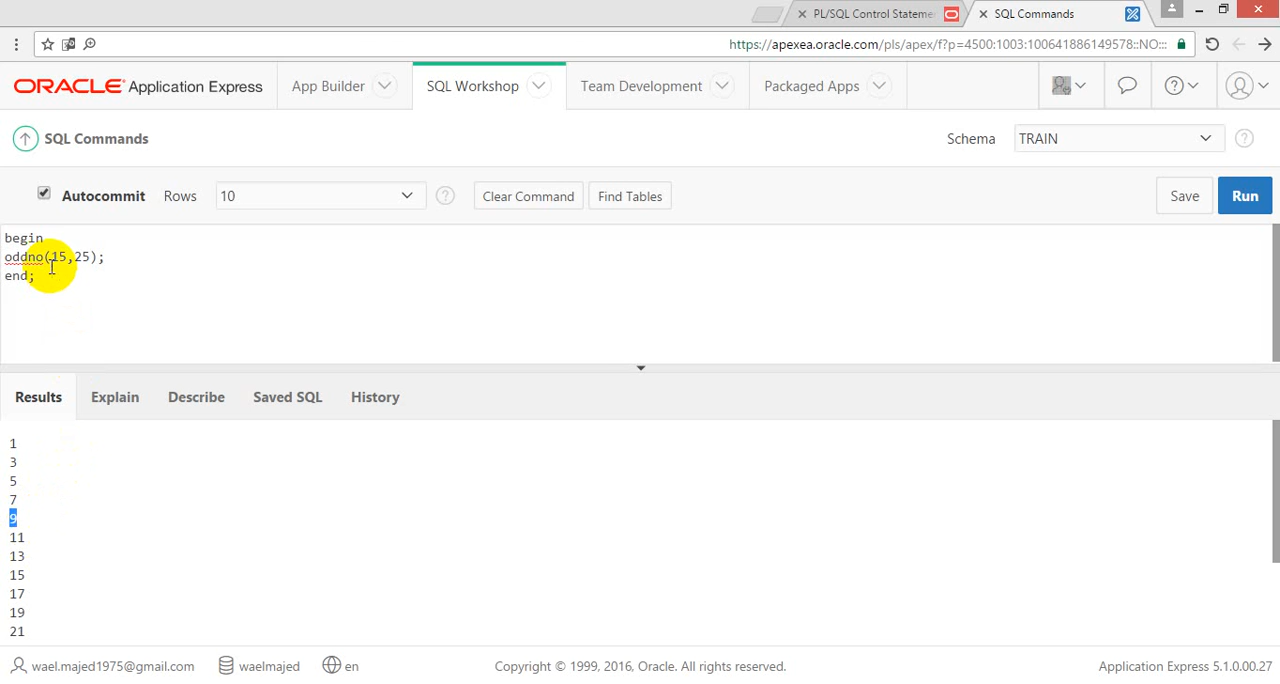 PL/SQL Control Stateme
SQL Commands
https://apexea.oracle.com/pls/apex/f?p=4500:1003:100641886149578::NO:::
ORACLE® Application Express
App Builder
SQL Workshop
Team Development
Packaged Apps
SQL Commands
Schema
TRAIN
Autocommit
Rows
10
Clear Command
Find Tables
Save
Run
begin
oddno(15,25);
end;
Results
Explain
Describe
Saved SQL
History
1
3
5
7
9
11
13
15
17
19
21
wael.majed1975@gmail.com
waelmajed
en
Copyright © 1999, 2016, Oracle. All rights reserved.
Application Express 5.1.0.00.27